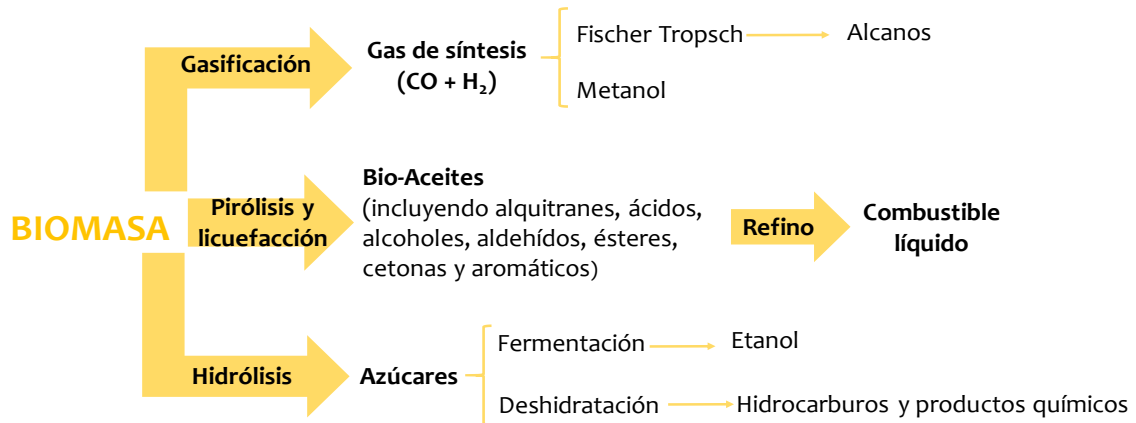 BIOMASA
Gasificación
Gas de síntesis
(CO + H₂)
Fischer Tropsch
Alcanos
Metanol
Pirólisis y
licuefacción
Bio-Aceites
(incluyendo alquitranes, ácidos,
alcoholes, aldehídos, ésteres,
cetonas y aromáticos)
Refino
Combustible
líquido
Hidrólisis
Azúcares
Fermentación
Etanol
Deshidratación
Hidrocarburos y productos químicos